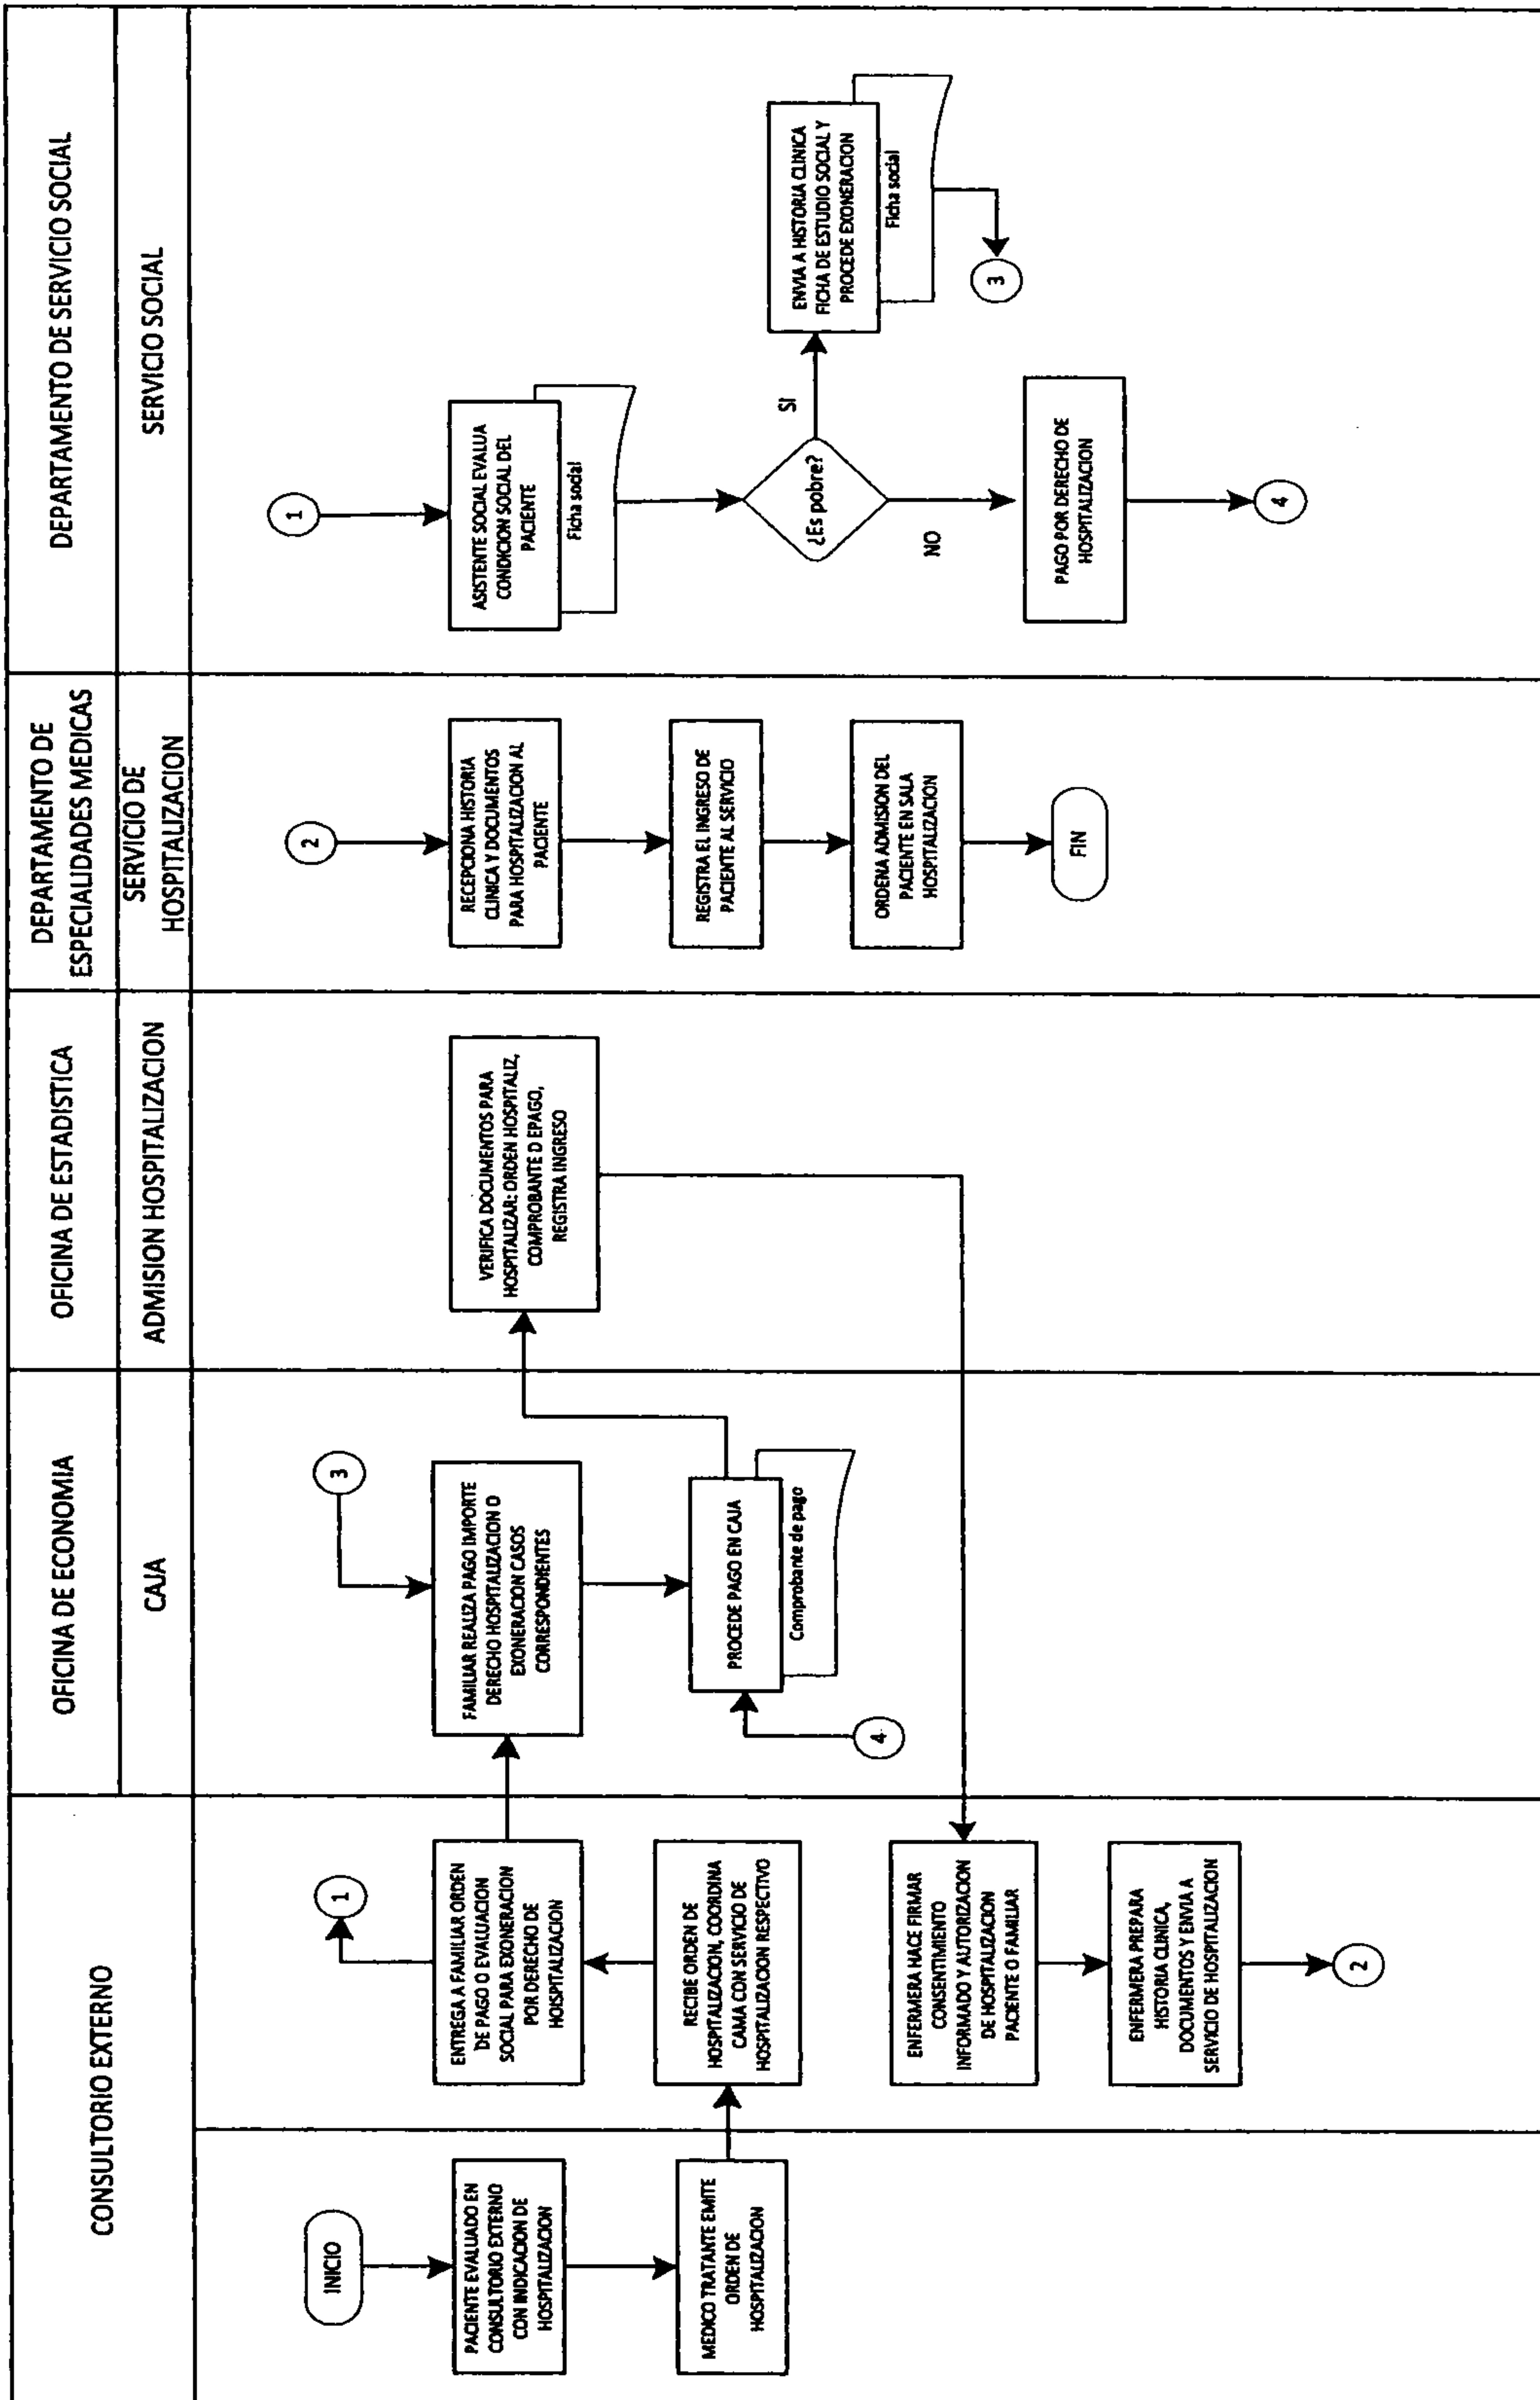 CONSULTORIO EXTERNO
OFICINA DE ECONOMIA
OFICINA DE ESTADISTICA
DEPARTAMENTO DE
ESPECIALIDADES MEDICAS
DEPARTAMENTO DE SERVICIO SOCIAL
CAJA
ADMISION HOSPITALIZACION
SERVICIO DE
HOSPITALIZACION
SERVICIO SOCIAL
INICIO
PACIENTE EVALUADO EN
CONSULTORIO EXTERNO
CON INDICACION DE
HOSPITALIZACION
MEDICO TRATANTE EMITE
ORDEN DE
HOSPITALIZACION
1
ENTREGA A FAMILIAR ORDEN
DE PAGO O EVALUACION
SOCIAL PARA EXONERACION
POR DERECHO DE
HOISPITALIZACION
RECIBE ORDEN DE
HOSPITALIZACION, COORDINA
CAMA CON SERVICIO DE
HOSPITALIZACION RESPECTIVO
ENFERMERA HACE FIRMAR
CONSENTIMIENTO
INFORMADO Y AUTORIZACION
DE HOSPITALIZACION
PACIENTE O FAMILIAR
ENFERMERA PREPARA
HISTORIA CLINICA,
DOCUMENTOS Y ENVIA A
SERVICIO DE HOSPITALIZACION
2
3
FAMILIAR REALIZA PAGO IMPORTE
DERECHO HOSPITALIZACION O
EXONERACION CASOS
CORRESPONDIENTES
PROCEDE PAGO EN CAJA
Comprobante de pago
4
VERIFICA DOCUMENTOS PARA
HOSPITALIZAR: ORDEN HOSPITALIZ,
COMPROBANTE D EPAGO,
REGISTRA INGRESO
2
RECEPCIONA HISTORIA
CLINICA Y DOCUMENTOS
PARA HOSPITALIZACION AL
PACIENTE
REGISTRA EL INGRESO DE
PACIENTE AL SERVICIO
ORDENA ADMISION DEL
PACIENTE EN SALA
HOSPITALIZACION
FIN
1
ASISTENTE SOCIAL EVALUA
CONDICION SOCIAL DEL
PACIENTE
Ficha social
¿Es pobre?
SI
NO
ENVIA A HISTORIA CLINICA
FICHA DE ESTUDIO SOCIAL Y
PROCEDE EXONERACION
Ficha social
3
PAGO POR DERECHO DE
HOSPITALIZACION
4